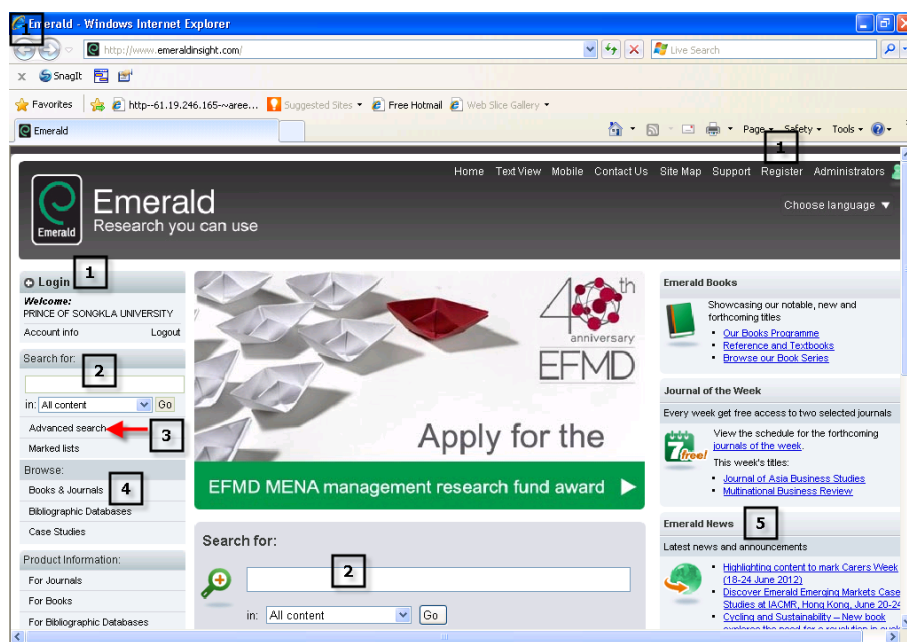 Emerald - Windows Internet Explorer
1
http://www.emeraldinsight.com/
Live Search
x SnagIt
Favorites
http--61.19.246.165-~aree...
Suggested Sites
Free Hotmail
Web Slice Gallery
Emerald
Page Safety Tools
1
Home Text View Mobile Contact Us Site Map Support Register Administrators
Choose language
Emerald
Emerald
Research you can use
Login
1
Welcome:
PRINCE OF SONGKLA UNIVERSITY
Account info Logout
Search for:
2
in: All content Go
Advanced search
3
Marked lists
Browse:
Books & Journals
4
Bibliographic Databases
Case Studies
Product Information:
For Journals
For Books
For Bibliographic Databases
40th
anniversary
EFMD
Apply for the
EFMD MENA management research fund award
Search for:
2
in: All content Go
Emerald Books
Showcasing our notable, new and
forthcoming titles
Our Books Programme
Reference and Textbooks
Browse our Book Series
Journal of the Week
Every week get free access to two selected journals
7 free!
View the schedule for the forthcoming
journals of the week.
This week's titles:
Journal of Asia Business Studies
Multinational Business Review
Emerald News
5
Latest news and announcements
Highlighting content to mark Carers Week
(18-24 June 2012)
Discover Emerald Emerging Markets Case
Studies at IACMR, Hong Kong, June 20-24
Cycling and Sustainability – New book